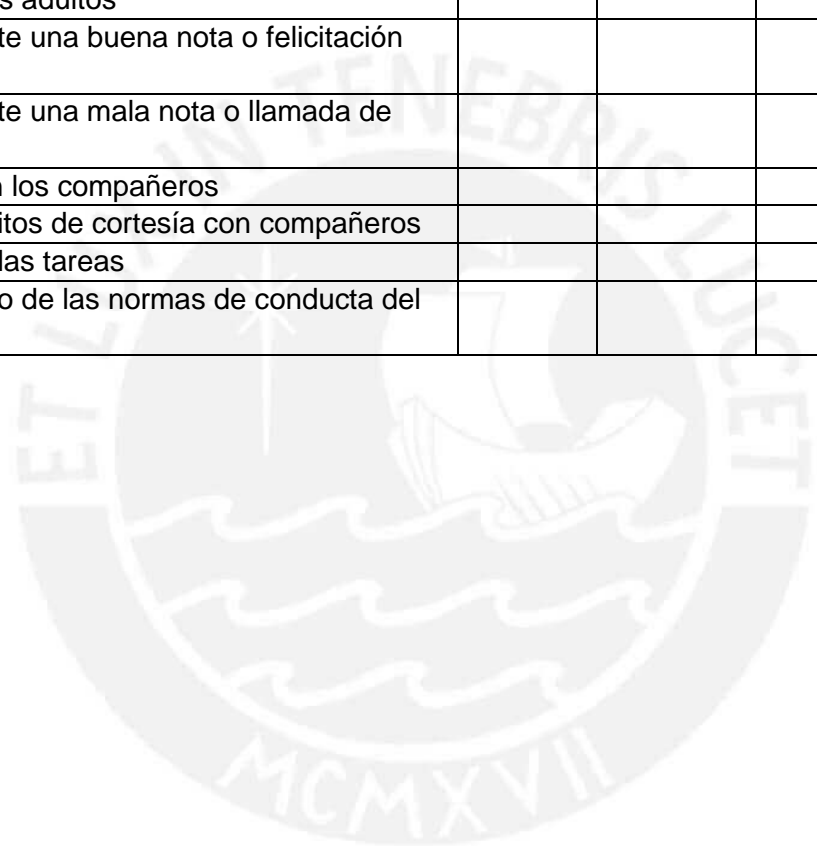 s adultos
te una buena nota o felicitación
te una mala nota o llamada de
los compañeros
itos de cortesía con compañeros
las tareas
o de las normas de conducta del
ET LUX IN TENEBRIS LUCET
MCMXVII